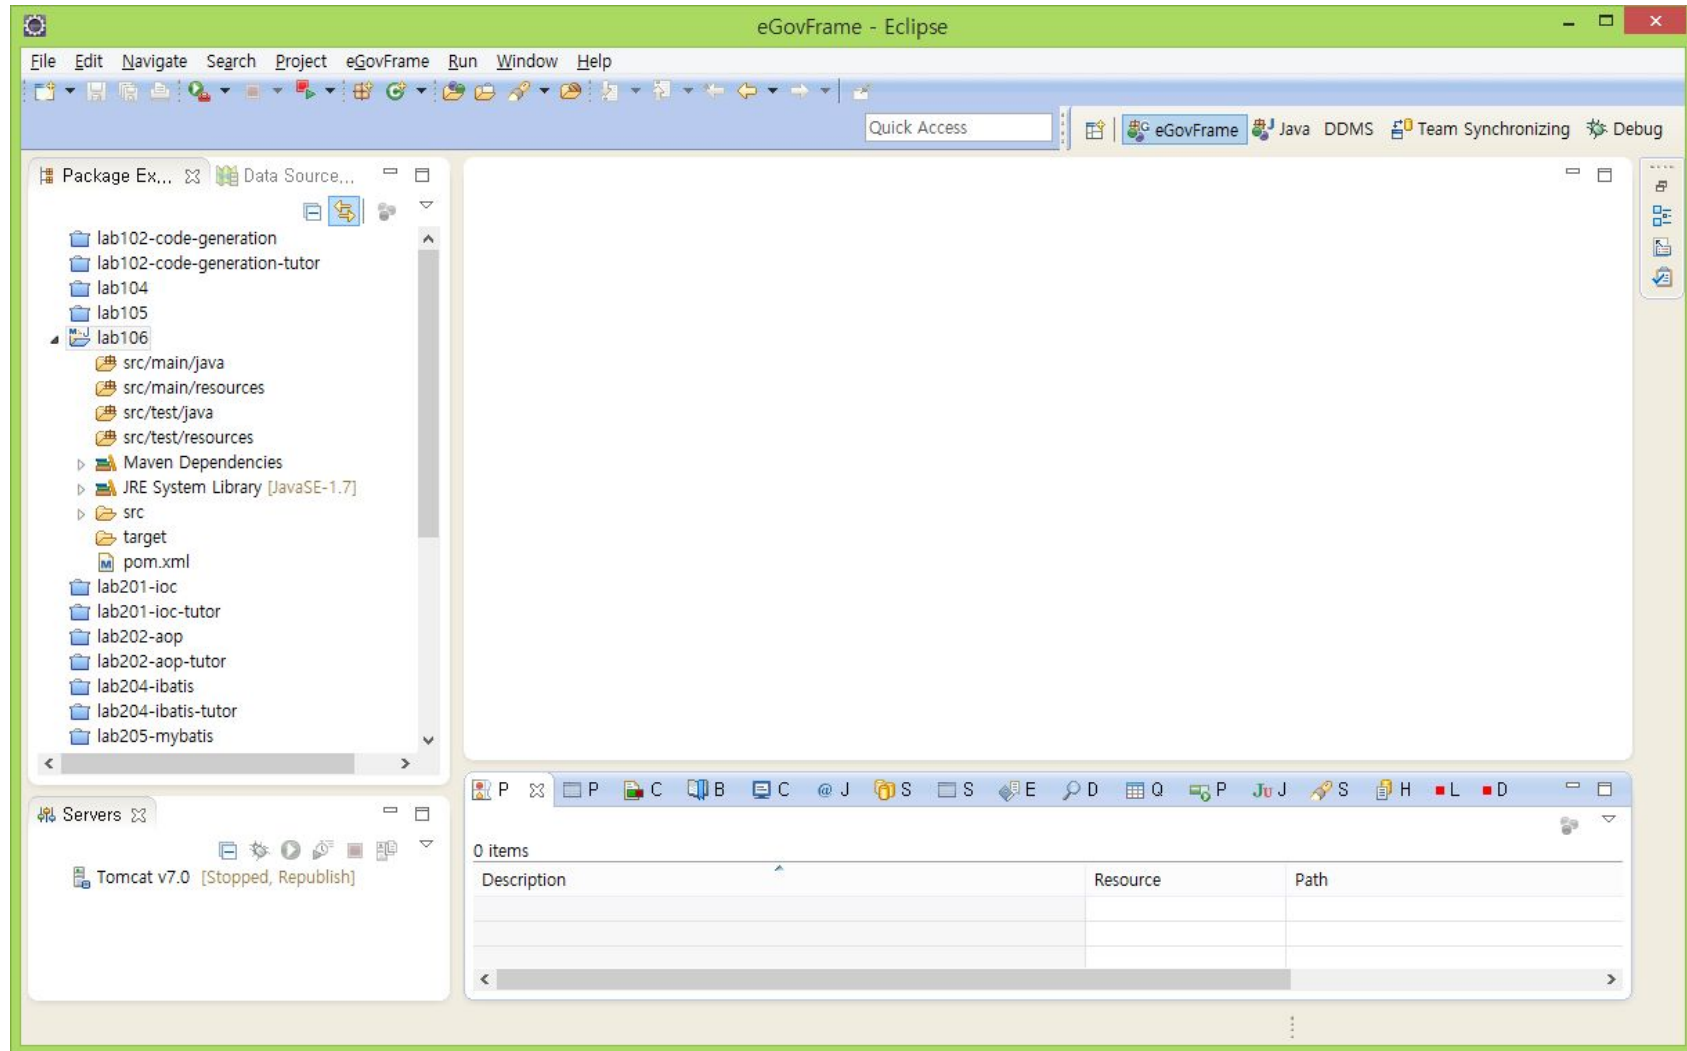 eGovFrame - Eclipse
File Edit Navigate Search Project eGovFrame Run Window Help
Quick Access eGovFrame Java DDMS Team Synchronizing Debug
Package Ex... Data Source...
lab102-code-generation
lab102-code-generation-tutor
lab104
lab105
lab106
src/main/java
src/main/resources
src/test/java
src/test/resources
Maven Dependencies
JRE System Library [JavaSE-1.7]
src
target
pom.xml
lab201-ioc
lab201-ioc-tutor
lab202-aop
lab202-aop-tutor
lab204-ibatis
lab204-ibatis-tutor
lab205-mybatis
Servers
Tomcat v7.0 [Stopped, Republish]
P P C B C @ J S S E D Q P Ju J S H L D
0 items
Description Resource Path